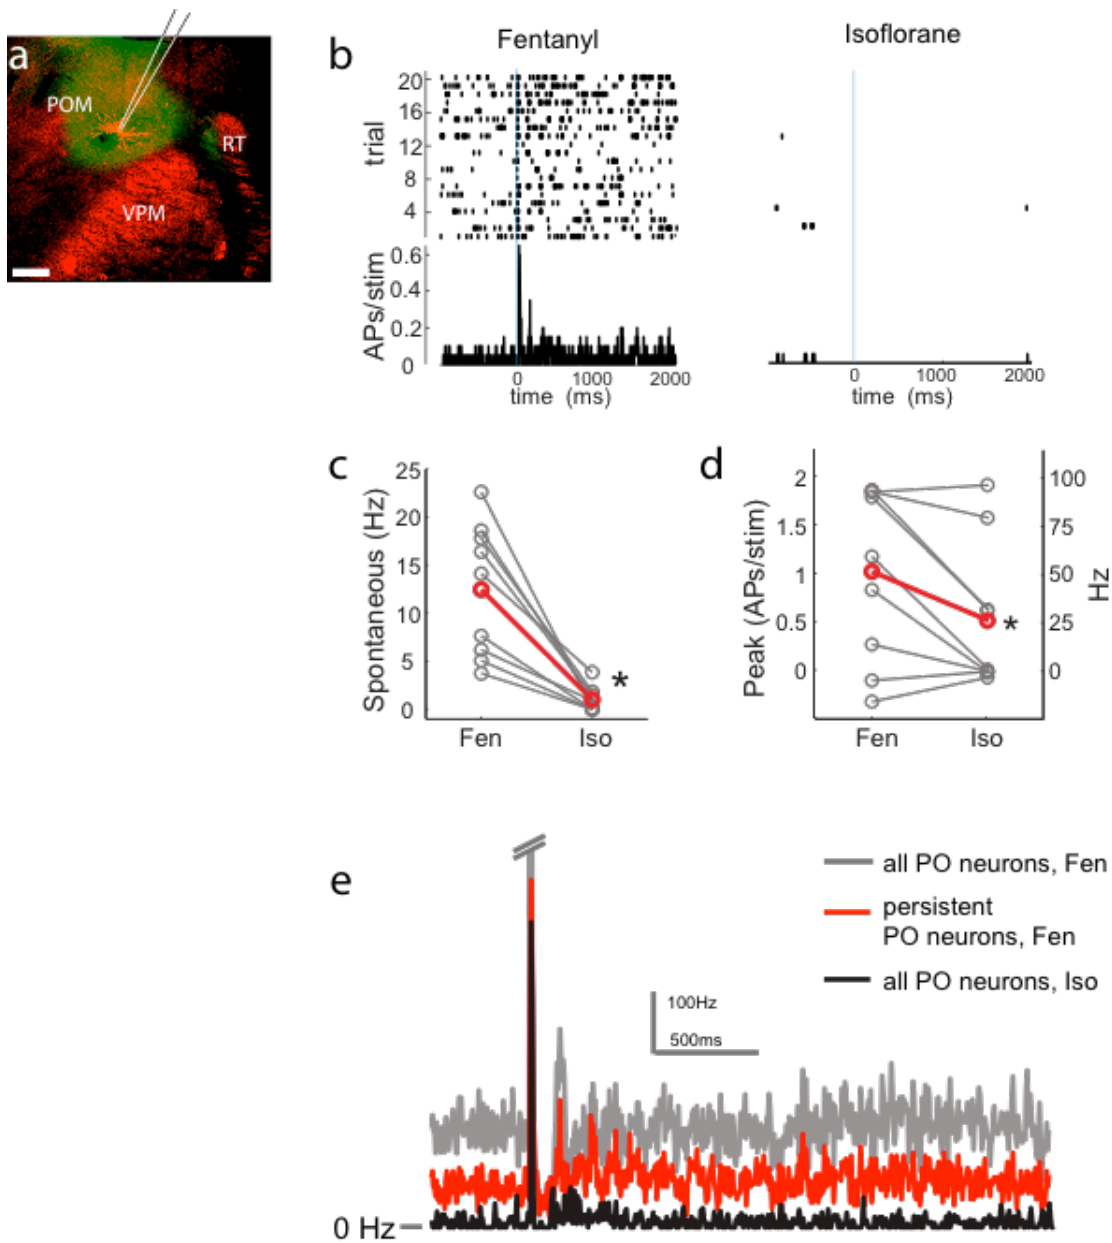 a
POM
RT
VPM
b
Fentanyl
Isoflorane
20
16
12
8
4
trial
0.6
0.4
0.2
0
APs/stim
0
1000
2000
time (ms)
0
1000
2000
time (ms)
c
25
20
15
10
5
0
Spontaneous (Hz)
*
Fen
Iso
d
2
1.5
1
0.5
0
Peak (APs/stim)
100
75
50
25
0
Hz
*
Fen
Iso
e
all PO neurons, Fen
persistent
PO neurons, Fen
all PO neurons, Iso
100Hz
500ms
0 Hz